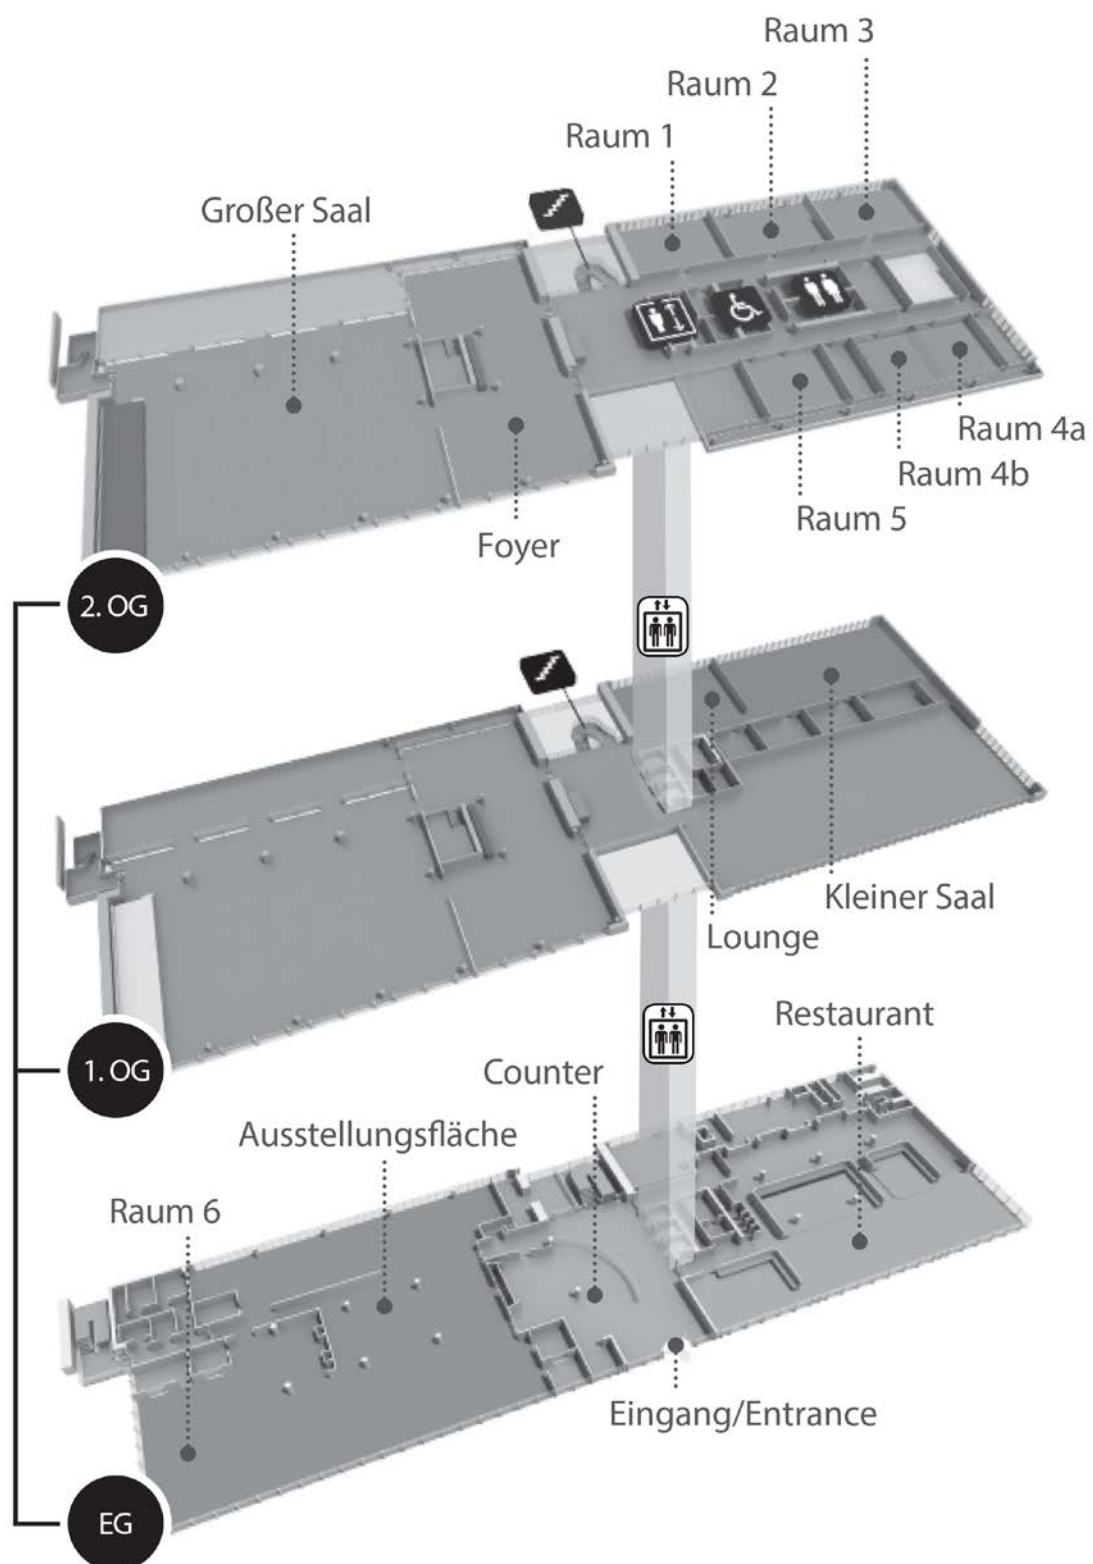 Raum 3
Raum 2
Raum 1
Großer Saal
Raum 4a
Raum 4b
Raum 5
Foyer
2. OG
Kleiner Saal
Lounge
1. OG
Restaurant
Counter
Ausstellungsfläche
Raum 6
Eingang/Entrance
EG